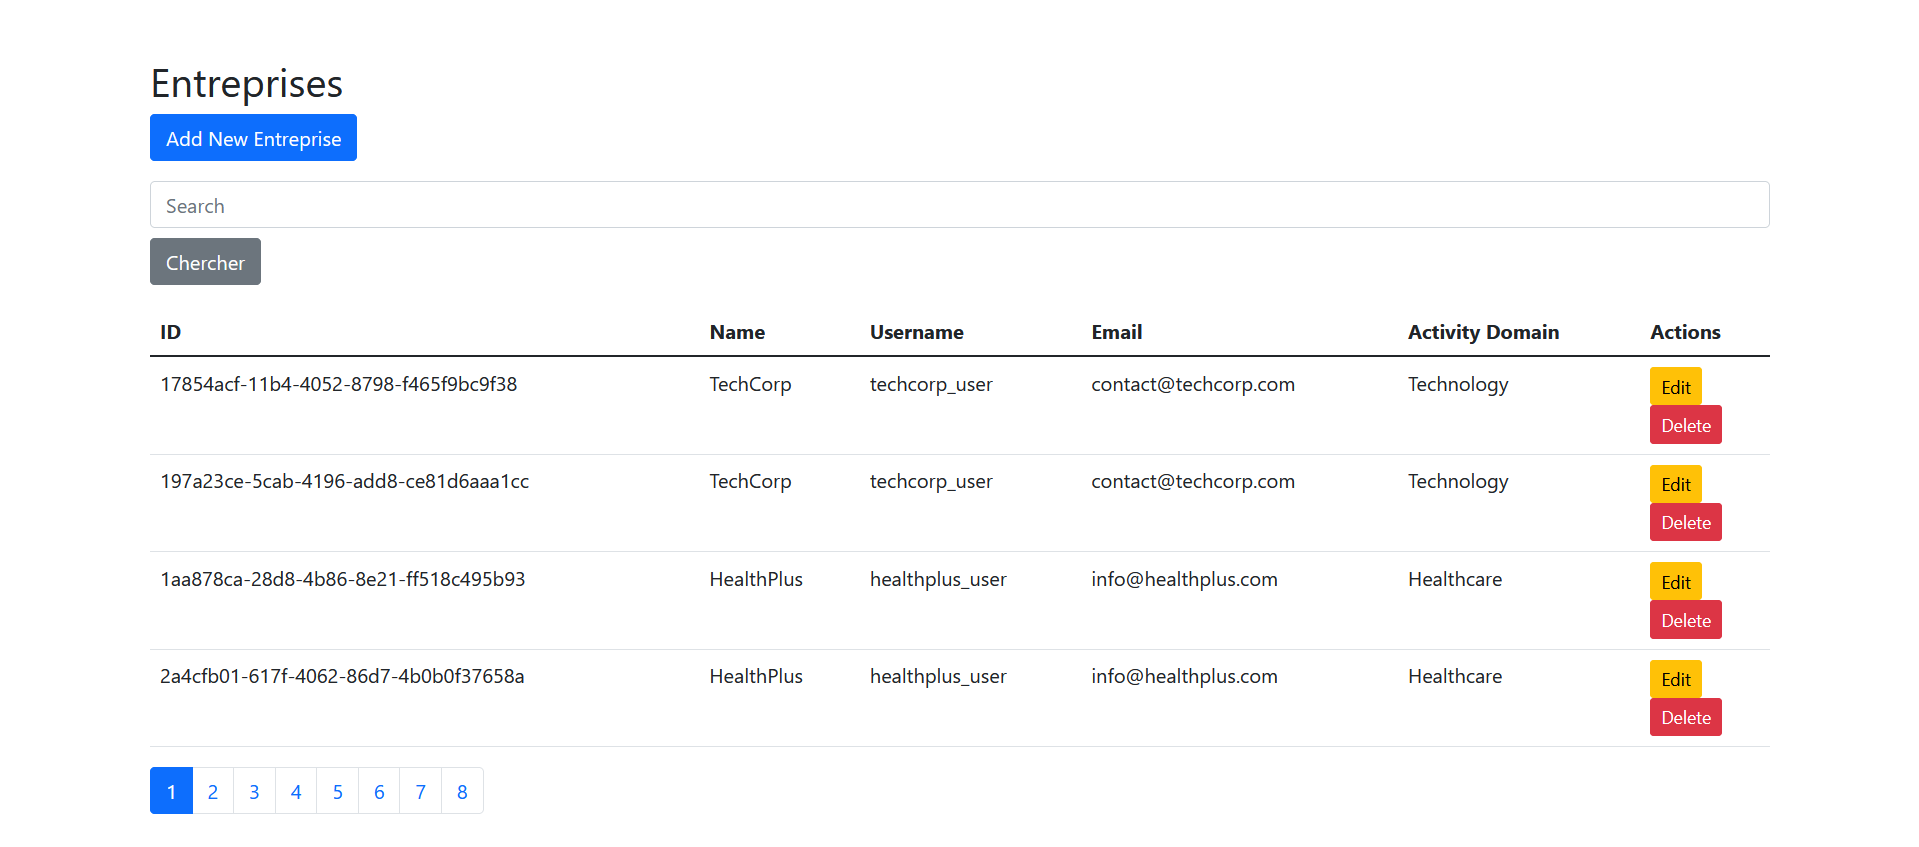 Entreprises
Add New Entreprise
Search
Chercher
ID Name Username Email Activity Domain Actions
17854acf-11b4-4052-8798-f465f9bc9f38 TechCorp techcorp_user contact@techcorp.com Technology Edit
Delete
197a23ce-5cab-4196-add8-ce81d6aaa1cc TechCorp techcorp_user contact@techcorp.com Technology Edit
Delete
1aa878ca-28d8-4b86-8e21-ff518c495b93 HealthPlus healthplus_user info@healthplus.com Healthcare Edit
Delete
2a4cfb01-617f-4062-86d7-4b0b0f37658a HealthPlus healthplus_user info@healthplus.com Healthcare Edit
Delete
1 2 3 4 5 6 7 8